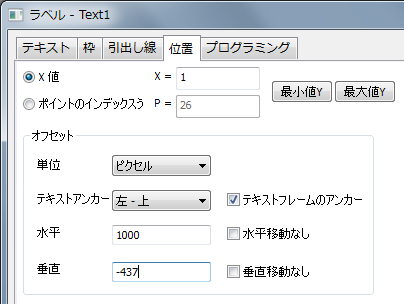 ラベル - Text1
テキスト 枠 引出し線 位置 プログラミング
X 値 X = 1
最小値Y 最大値Y
ポイントのインデックスう P = 26
オフセット
単位 ピクセル
テキストアンカー 左 - 上 テキストフレームのアンカー
水平 1000 水平移動なし
垂直 -437 垂直移動なし